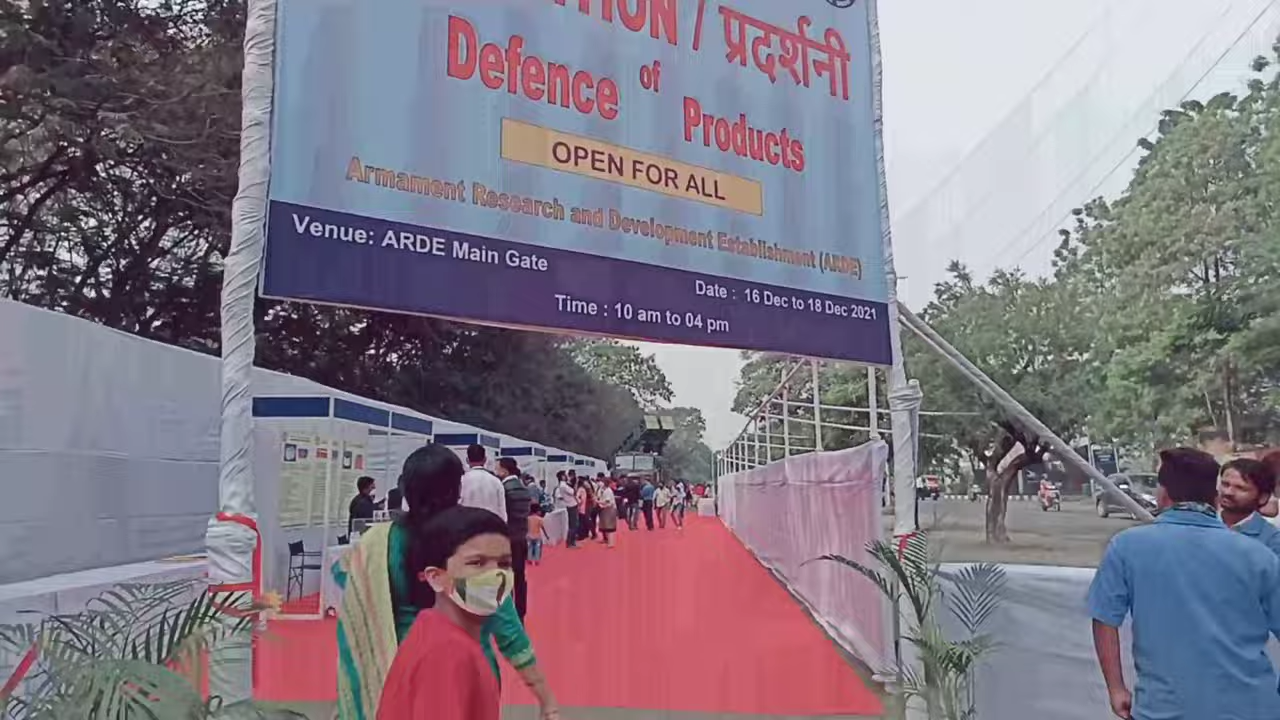 / प्रदर्शनी
Defence of Products
OPEN FOR ALL
Armament Research and Development Establishment (ARDE)
Venue: ARDE Main Gate
Date : 16 Dec to 18 Dec 2021
Time : 10 am to 04 pm